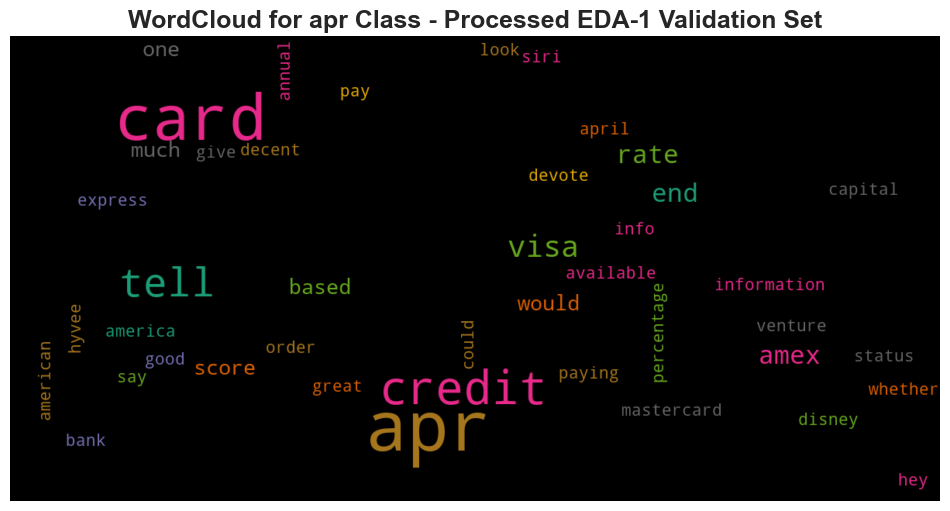 WordCloud for apr Class - Processed EDA-1 Validation Set
one
annual
look
siri
pay
card
april
much
give
decent
rate
devote
end
capital
express
info
visa
available
tell
based
information
would
percentage
hyvee
america
could
venture
order
good
score
amex
status
american
say
great
credit
paying
whether
mastercard
apr
disney
bank
hey